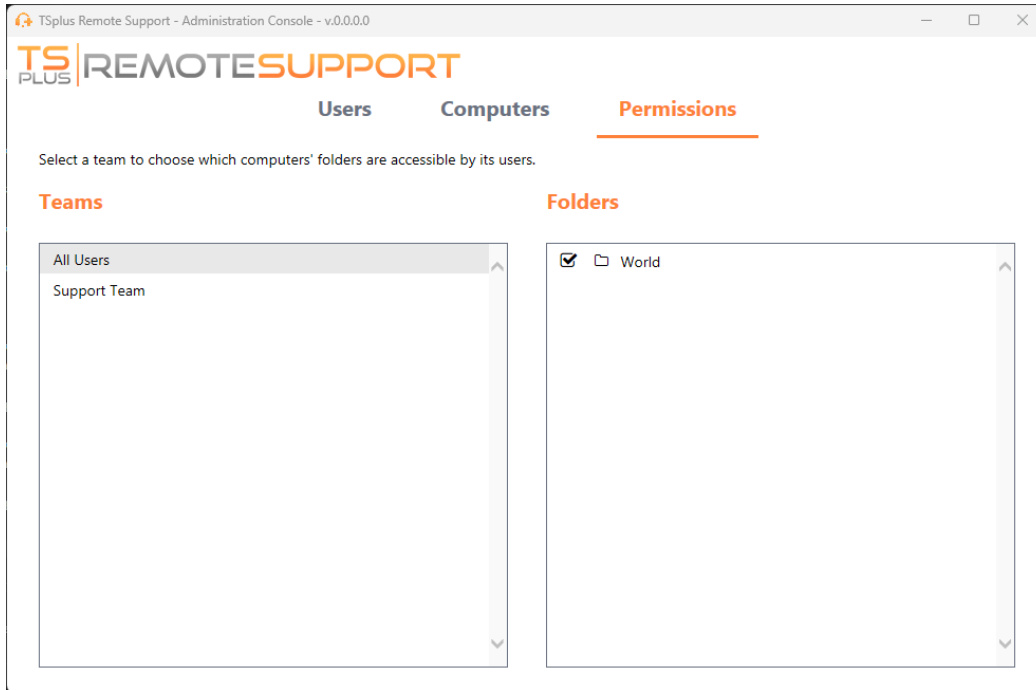 TSplus Remote Support - Administration Console - v.0.0.0.0
TS PLUS REMOTESUPPORT
Users Computers Permissions
Select a team to choose which computers' folders are accessible by its users.
Teams Folders
All Users
World
Support Team